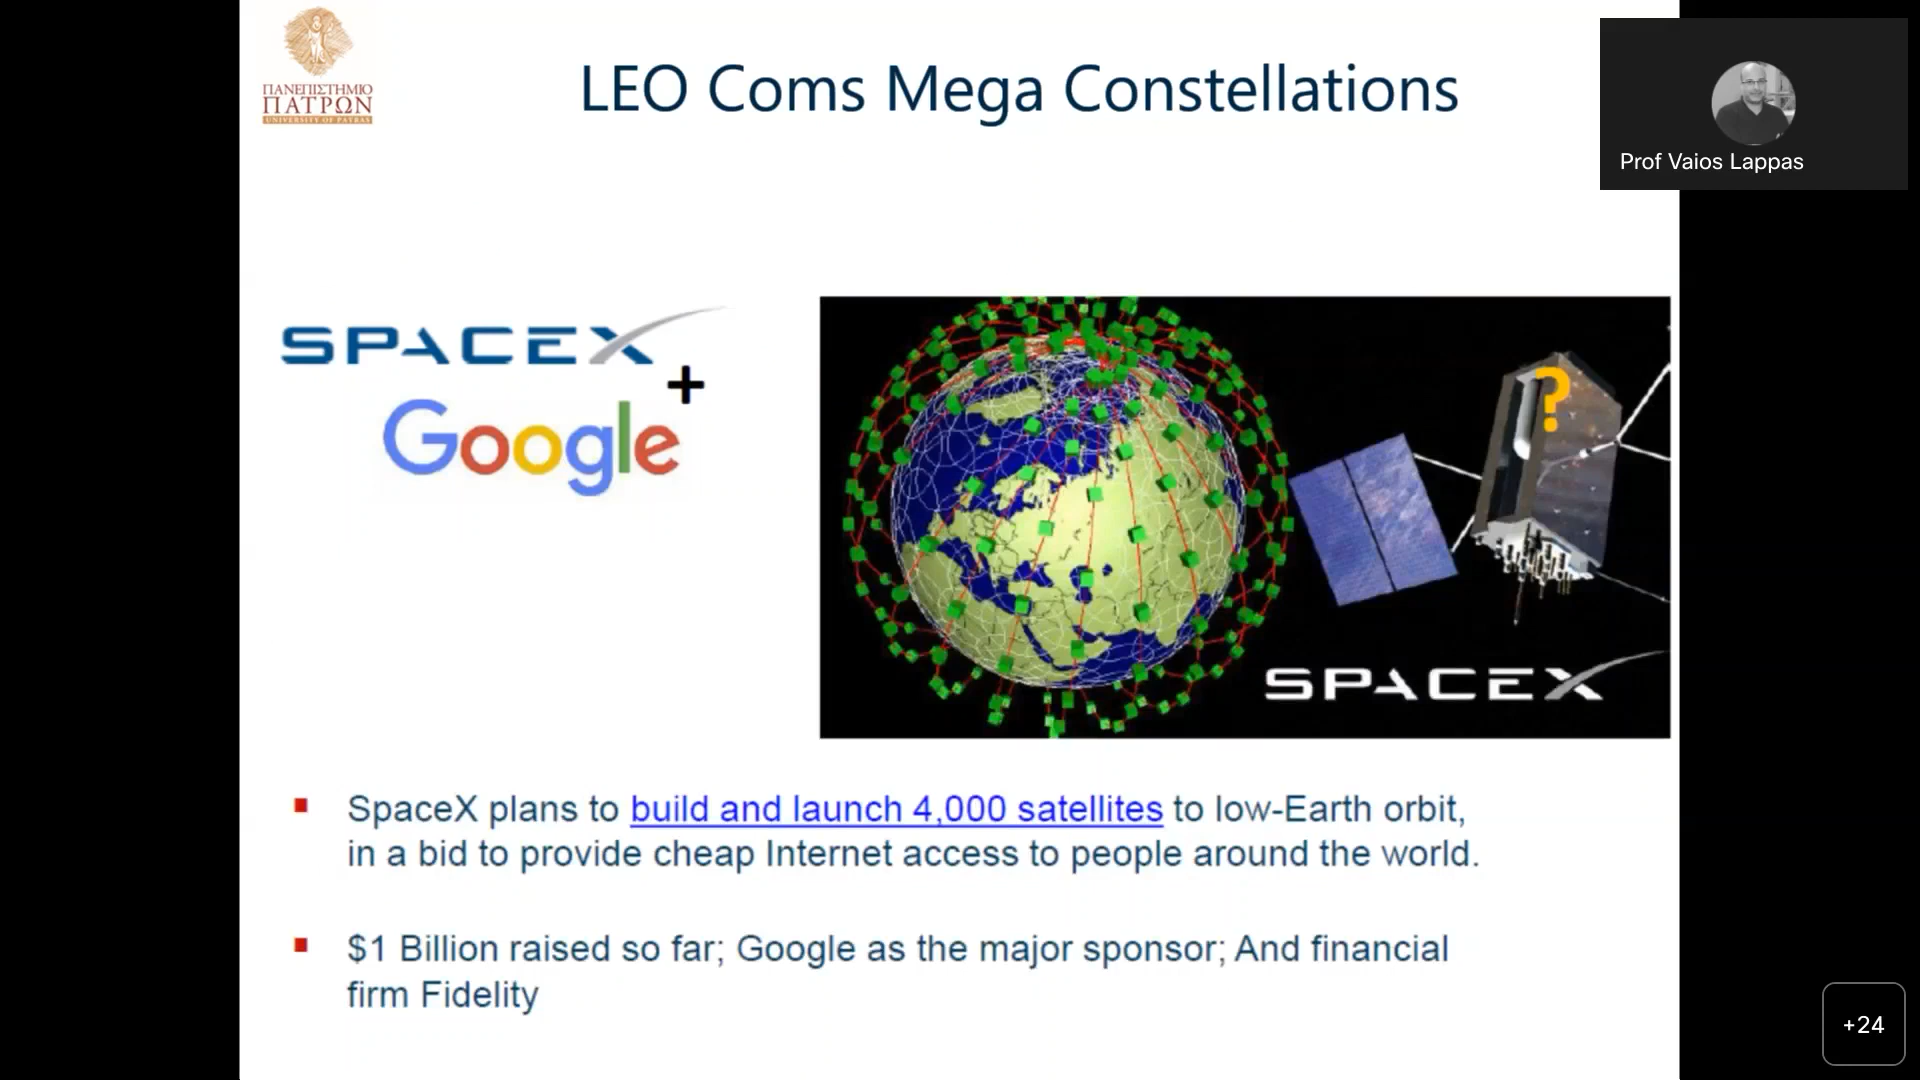 ΠΑΝΕΠΙΣΤΗΜΙΟ
ΠΑΤΡΩΝ
UNIVERSITY OF PATRAS
LEO Coms Mega Constellations
Prof Vaios Lappas
SPACEX
+
Google
?
SPACEX
SpaceX plans to build and launch 4,000 satellites to low-Earth orbit,
in a bid to provide cheap Internet access to people around the world.
$1 Billion raised so far; Google as the major sponsor; And financial
firm Fidelity
+24